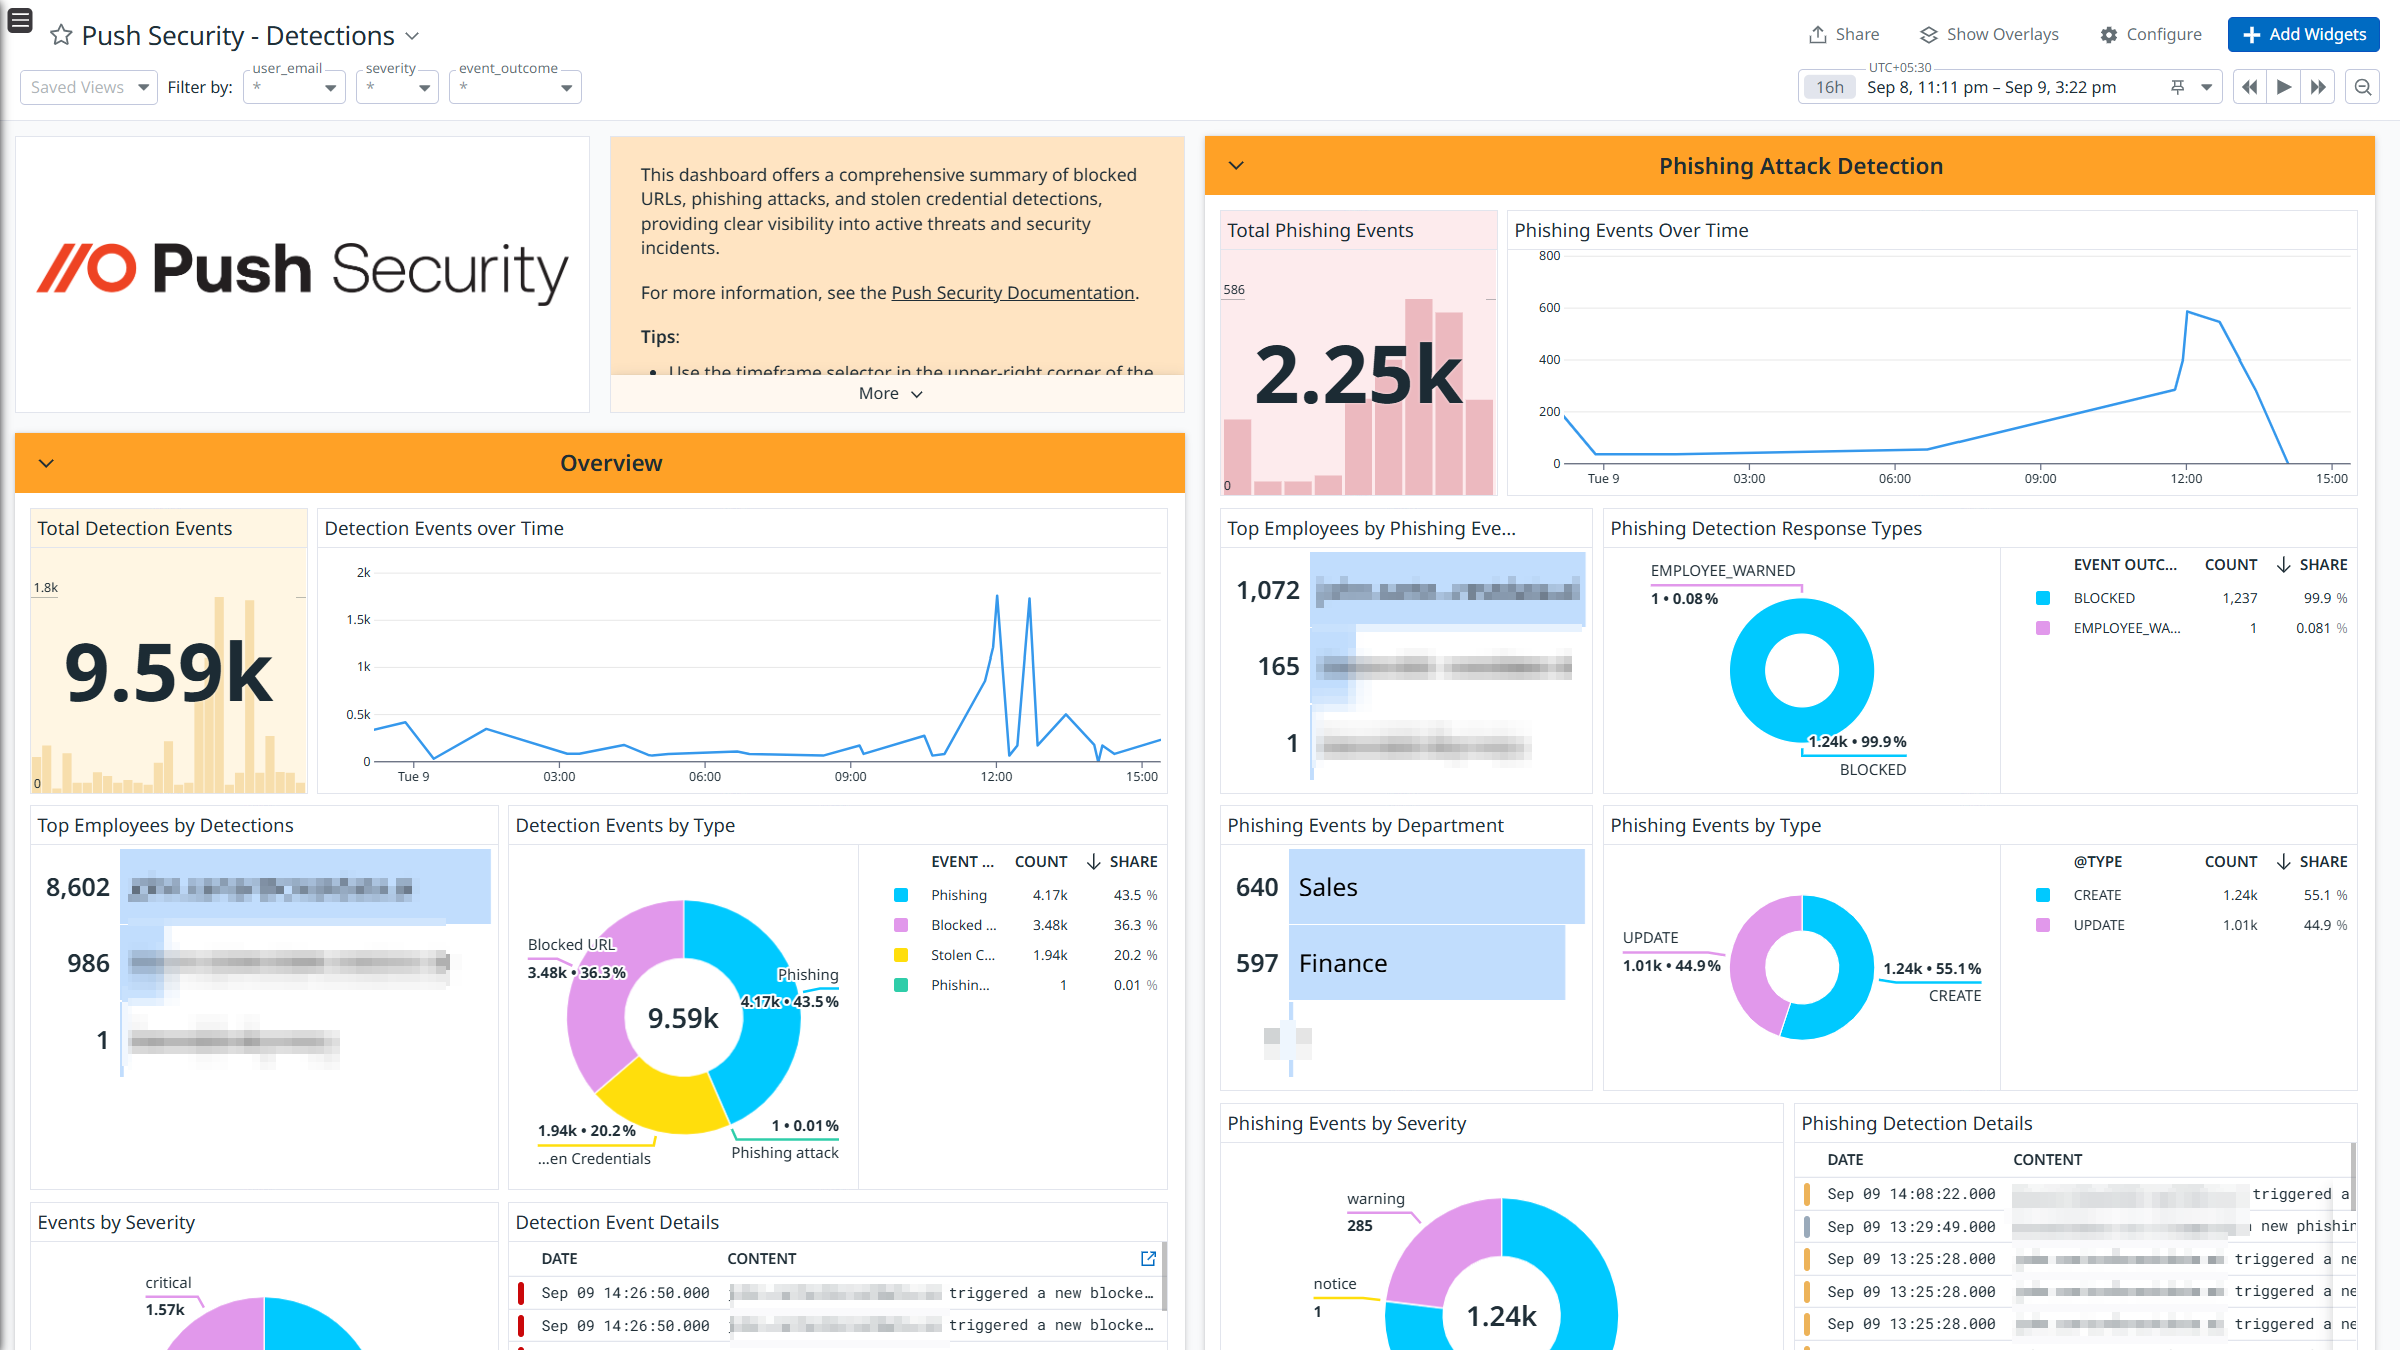 Push Security - Detections
Share
Show Overlays
Configure
Add Widgets
Saved Views
Filter by:
user_email
*
severity
*
event_outcome
*
UTC+05:30
16h
Sep 8, 11:11 pm – Sep 9, 3:22 pm
Push Security
This dashboard offers a comprehensive summary of blocked
URLs, phishing attacks, and stolen credential detections,
providing clear visibility into active threats and security
incidents.
For more information, see the Push Security Documentation.
Tips:
• Use the timeframe selector in the upper-right corner of the
More
Overview
Total Detection Events
1.8k
9.59k
0
Detection Events over Time
2k
1.5k
1k
0.5k
0
Tue 9
03:00
06:00
09:00
12:00
15:00
Top Employees by Detections
8,602
986
1
Detection Events by Type
Blocked URL
3.48k • 36.3%
Phishing
4.17k • 43.5%
9.59k
1.94k • 20.2%
...en Credentials
1 • 0.01%
Phishing attack
EVENT ... COUNT SHARE
Phishing 4.17k 43.5 %
Blocked ... 3.48k 36.3 %
Stolen C... 1.94k 20.2 %
Phishin... 1 0.01 %
Events by Severity
critical
1.57k
Detection Event Details
DATE CONTENT
Sep 09 14:26:50.000 triggered a new blocke…
Sep 09 14:26:50.000 triggered a new blocke…
Phishing Attack Detection
Total Phishing Events
586
2.25k
0
Phishing Events Over Time
800
600
400
200
0
Tue 9
03:00
06:00
09:00
12:00
15:00
Top Employees by Phishing Eve...
1,072
165
1
Phishing Detection Response Types
EMPLOYEE_WARNED
1 • 0.08%
1.24k • 99.9%
BLOCKED
EVENT OUTC... COUNT SHARE
BLOCKED 1,237 99.9 %
EMPLOYEE_WA... 1 0.081 %
Phishing Events by Department
640 Sales
597 Finance
Phishing Events by Type
UPDATE
1.01k • 44.9%
1.24k • 55.1%
CREATE
@TYPE COUNT SHARE
CREATE 1.24k 55.1 %
UPDATE 1.01k 44.9 %
Phishing Events by Severity
warning
285
notice
1
1.24k
Phishing Detection Details
DATE CONTENT
Sep 09 14:08:22.000 triggered a
Sep 09 13:29:49.000 new phishin
Sep 09 13:25:28.000 triggered a ne
Sep 09 13:25:28.000 triggered a ne
Sep 09 13:25:28.000 triggered a ne